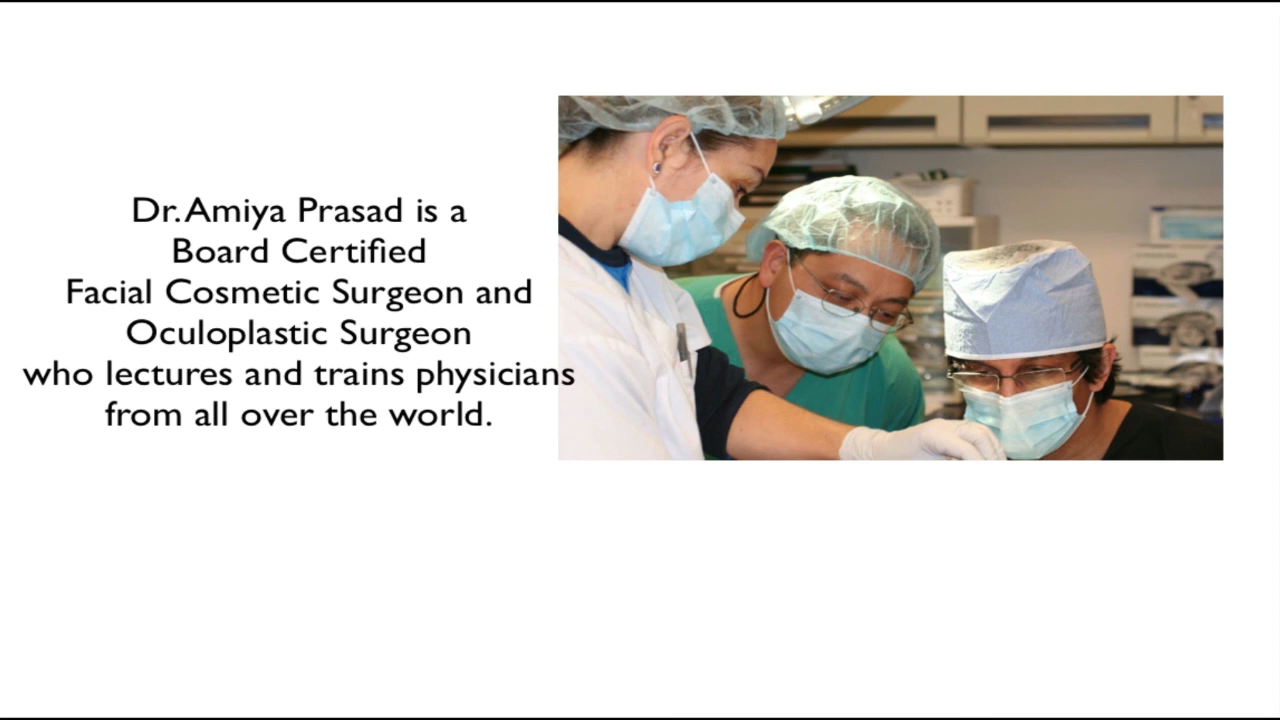 Dr. Amiya Prasad is a
Board Certified
Facial Cosmetic Surgeon and
Oculoplastic Surgeon
who lectures and trains physicians
from all over the world.